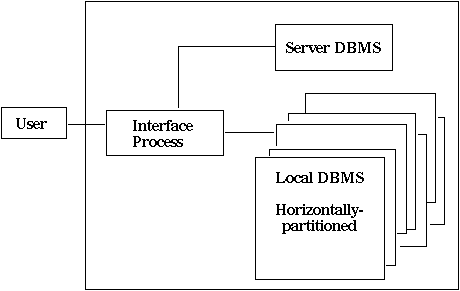 Server DBMS
User
Interface
Process
Local DBMS
Horizontally-
partitioned